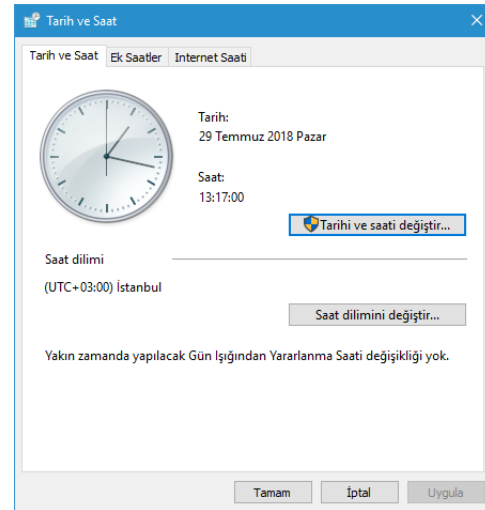 Tarih ve Saat
Tarih ve Saat Ek Saatler Internet Saati
Tarih:
29 Temmuz 2018 Pazar
Saat:
13:17:00
Tarihi ve saati değiştir...
Saat dilimi
(UTC+03:00) İstanbul
Saat dilimini değiştir...
Yakın zamanda yapılacak Gün Işığından Yararlanma Saati değişikliği yok.
Tamam İptal Uygula